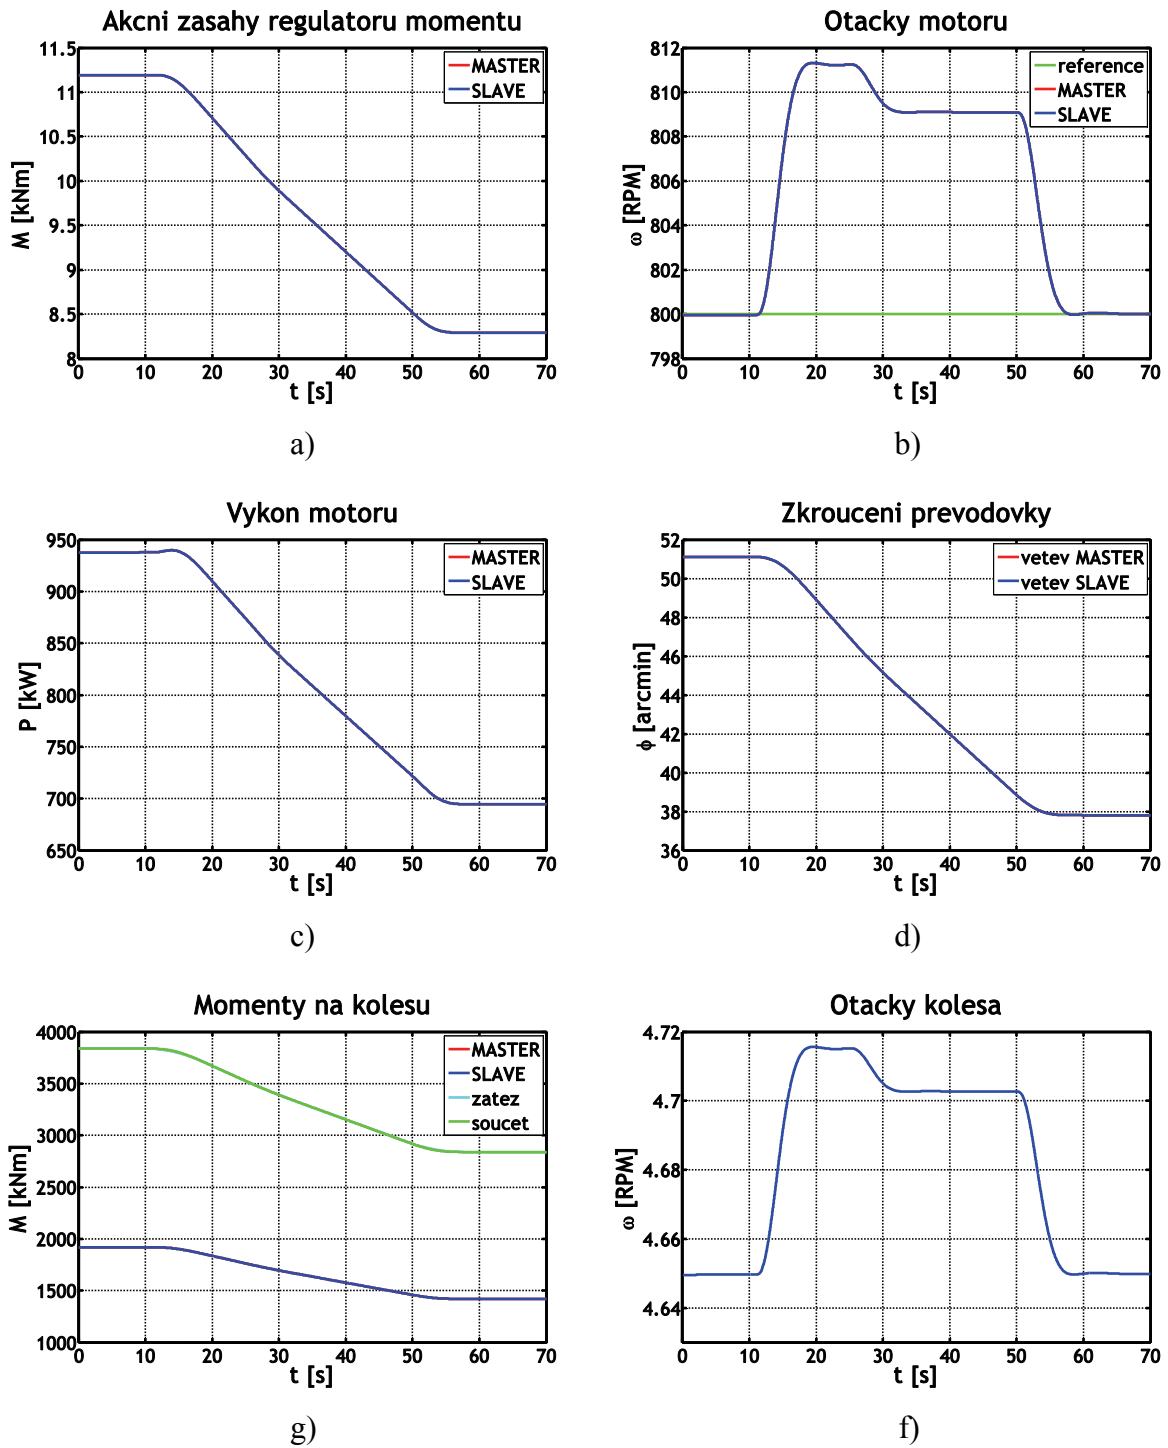 Akcni zasahy regulatoru momentu
11.5
11
10.5
10
9.5
9
8.5
8
M [kNm]
MASTER
SLAVE
0 10 20 30 40 50 60 70
t [s]
a)
Otacky motoru
812
810
808
806
804
802
800
798
ω [RPM]
reference
MASTER
SLAVE
0 10 20 30 40 50 60 70
t [s]
b)
Vykon motoru
950
900
850
800
750
700
650
P [kW]
MASTER
SLAVE
0 10 20 30 40 50 60 70
t [s]
c)
Zkrouceni prevodovky
52
50
48
46
44
42
40
38
36
ϕ [arcmin]
vetev MASTER
vetev SLAVE
0 10 20 30 40 50 60 70
t [s]
d)
Momenty na kolesu
4000
3500
3000
2500
2000
1500
1000
M [kNm]
MASTER
SLAVE
zatez
soucet
0 10 20 30 40 50 60 70
t [s]
g)
Otacky kolesa
4.72
4.7
4.68
4.66
4.64
ω [RPM]
0 10 20 30 40 50 60 70
t [s]
f)